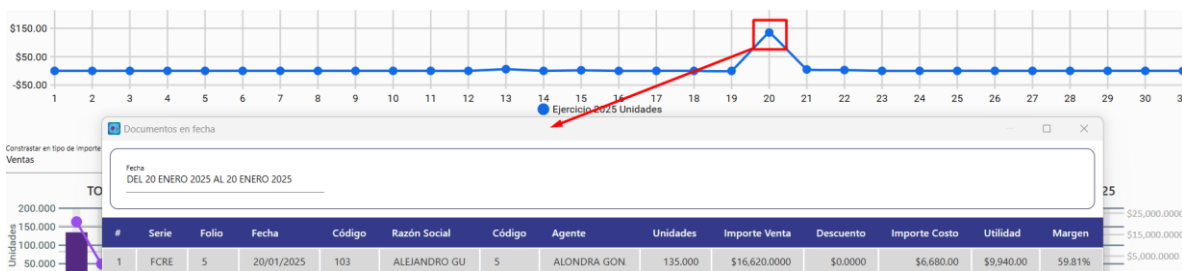 $150.00
$50.00
-$50.00
1 2 3 4 5 6 7 8 9 10 11 12 13 14 15 16 17 18 19 20 21 22 23 24 25 26 27 28 29 30
Ejercicio 2025 Unidades
Documentos en fecha
Constrastar en tipo de importe
Ventas
Fecha
DEL 20 ENERO 2025 AL 20 ENERO 2025
TO
25
200.000
150.000
100.000
50.000
Unidades
$25,000.0000
$15,000.0000
$5,000.0000
# Serie Folio Fecha Código Razón Social Código Agente Unidades Importe Venta Descuento Importe Costo Utilidad Margen
1 FCRE 5 20/01/2025 103 ALEJANDRO GU 5 ALONDRA GON 135.000 $16,620.0000 $0.0000 $6,680.00 $9,940.00 59.81%